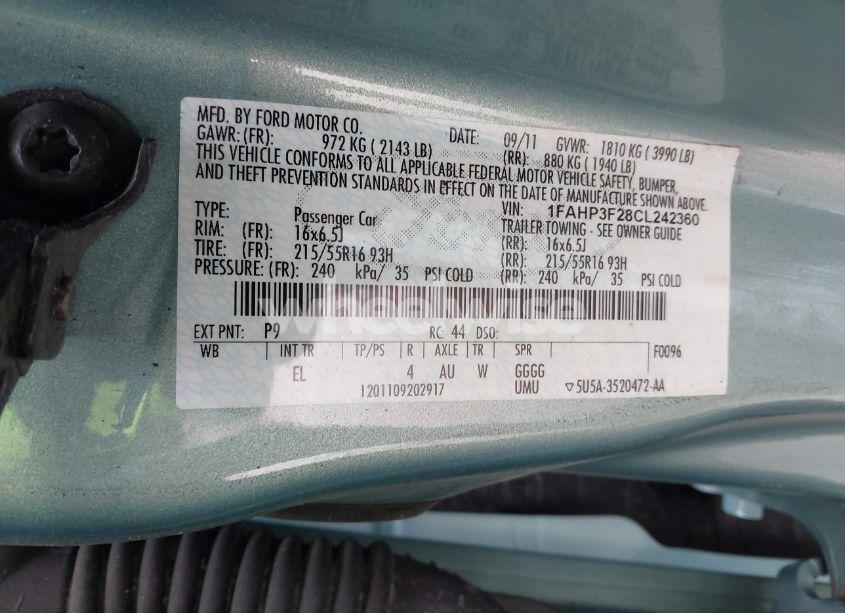 MFD. BY FORD MOTOR CO. DATE: 09/11 GVWR: 1810 KG ( 3990 LB)
GAWR: (FR): 972 KG ( 2143 LB) (RR): 880 KG ( 1940 LB)
THIS VEHICLE CONFORMS TO ALL APPLICABLE FEDERAL MOTOR VEHICLE SAFETY, BUMPER,
AND THEFT PREVENTION STANDARDS IN EFFECT ON THE DATE OF MANUFACTURE SHOWN ABOVE.
VIN: 1FAHP3F28CL242360
TYPE: Passenger Car TRAILER TOWING - SEE OWNER GUIDE
RIM: (FR): 16x6.5J (RR): 16x6.5J
TIRE: (FR): 215/55R16 93H (RR): 215/55R16 93H
PRESSURE: (FR): 240 kPa/ 35 PSI COLD (RR): 240 kPa/ 35 PSI COLD
EXT PNT: P9 RC: 44 DSO:
WB INT TR TP/PS R AXLE TR SPR F0096
EL 4 AU W GGGG
1201109202917 UMU ▽5U5A-3520472-AA